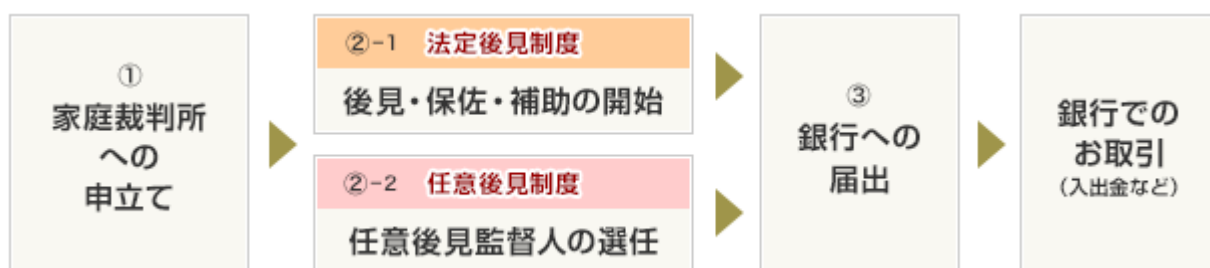 ①
家庭裁判所
への
申立て
②-1 法定後見制度
後見・保佐・補助の開始
②-2 任意後見制度
任意後見監督人の選任
③
銀行への
届出
銀行での
お取引
（入出金など）